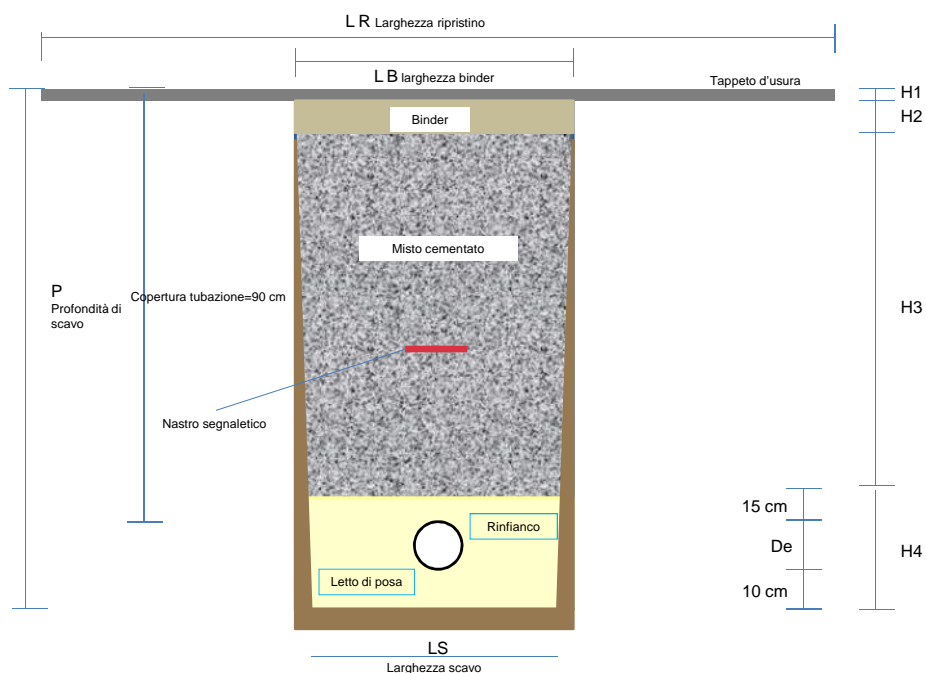 L R Larghezza ripristino
L B larghezza binder
Tappeto d'usura
H1
H2
Binder
Misto cementato
P
Profondità di
scavo
Copertura tubazione=90 cm
H3
Nastro segnaletico
15 cm
Rinfianco
De
H4
Letto di posa
10 cm
LS
Larghezza scavo